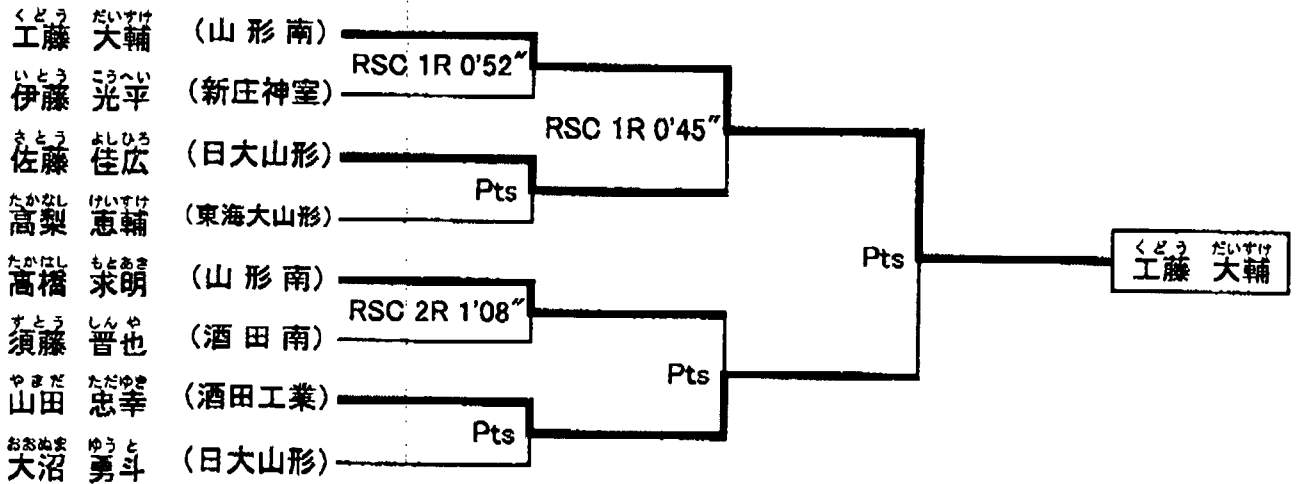 くどう だいすけ
工藤 大輔 (山形南)
RSC 1R 0'52"
いとう こうへい
伊藤 光平 (新庄神室)
RSC 1R 0'45"
さとう よしひろ
佐藤 佳広 (日大山形)
Pts
たかなし けいすけ
高梨 恵輔 (東海大山形)
Pts
くどう だいすけ
工藤 大輔
たかはし もとあき
髙橋 求明 (山形南)
RSC 2R 1'08"
すとう しんや
須藤 晋也 (酒田南)
Pts
やまだ ただゆき
山田 忠幸 (酒田工業)
Pts
おおぬま ゆうと
大沼 勇斗 (日大山形)